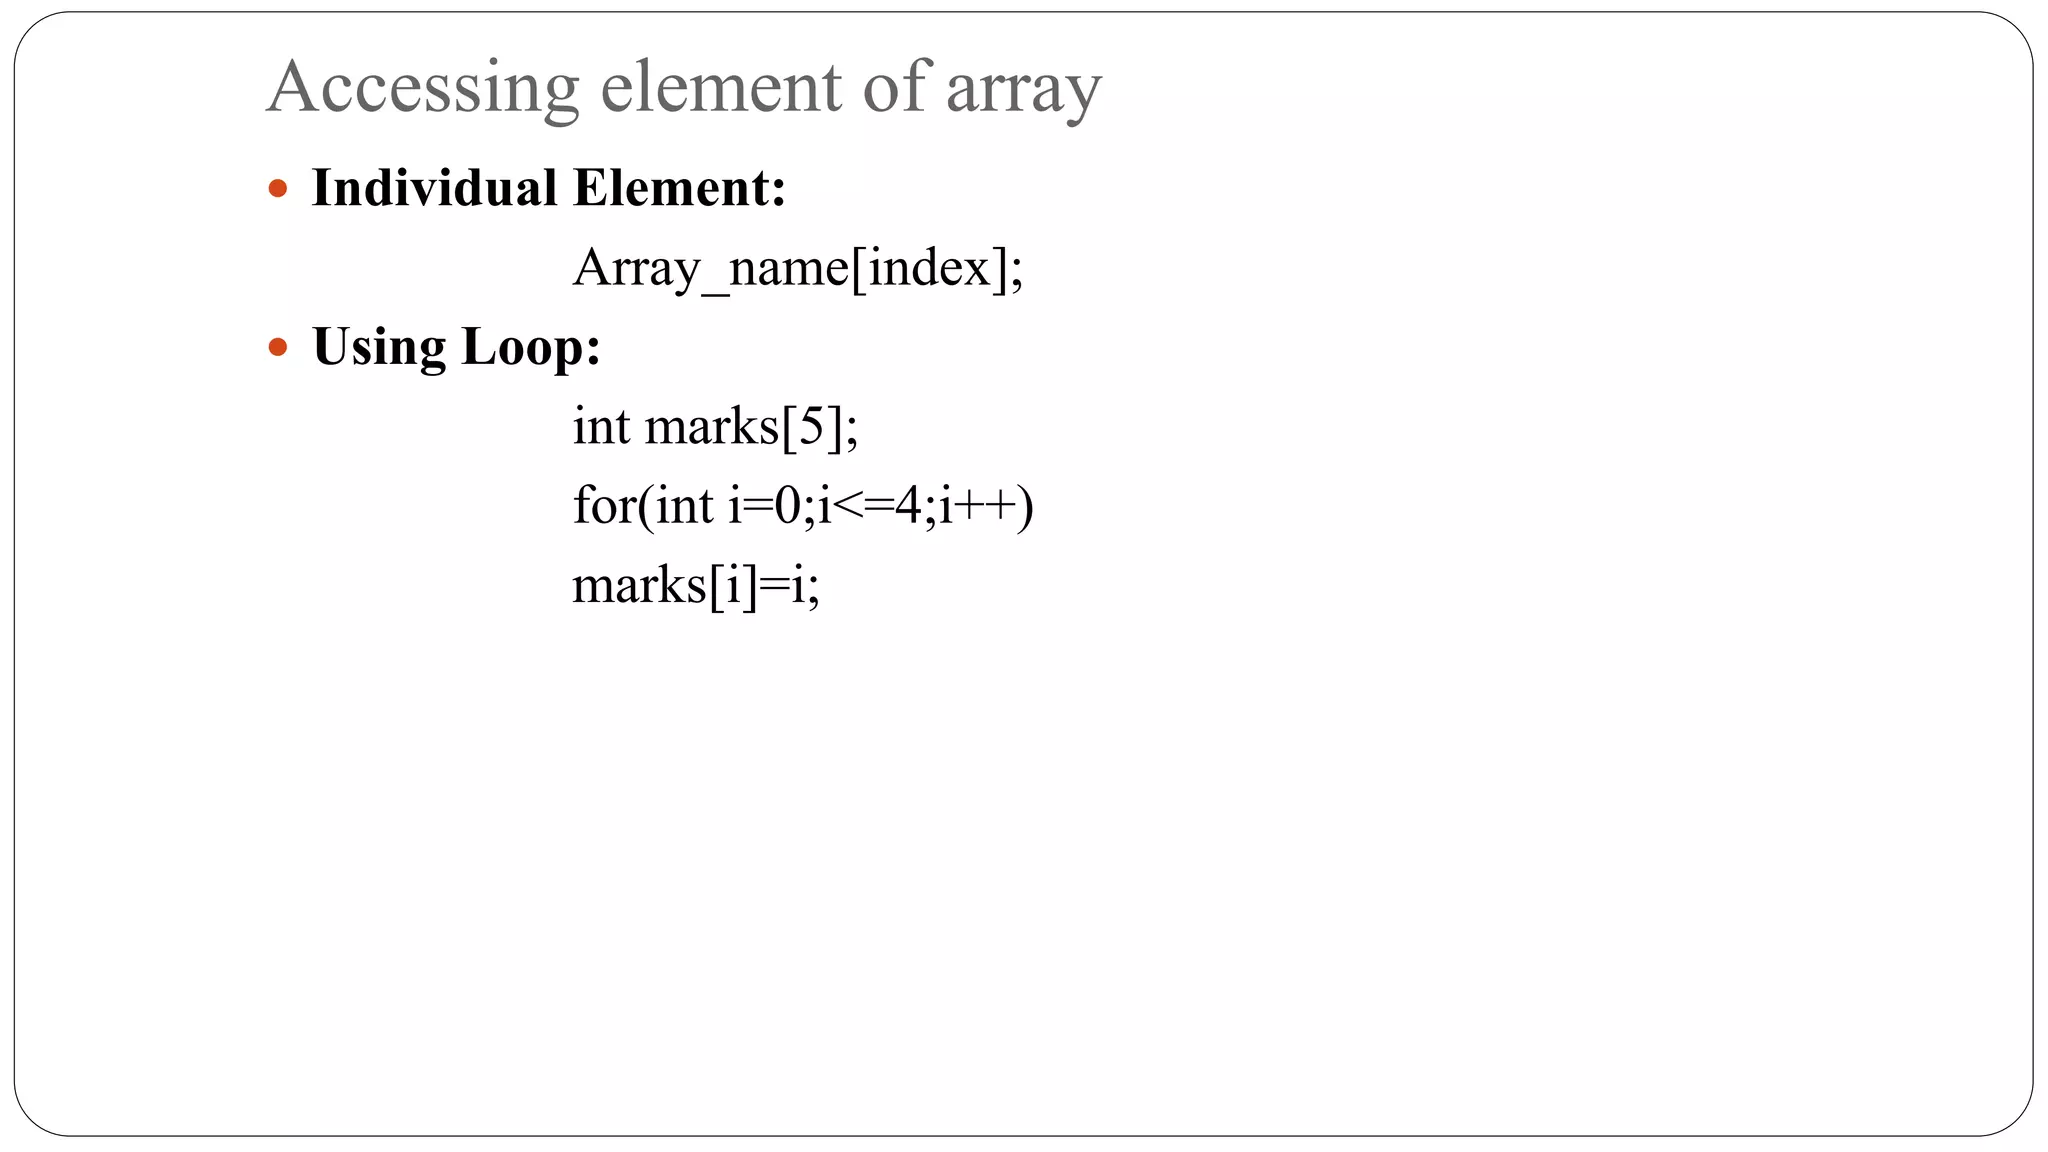 Accessing element of array
Individual Element:
Array_name[index];
Using Loop:
int marks[5];
for(int i=0;i<=4;i++)
marks[i]=i;